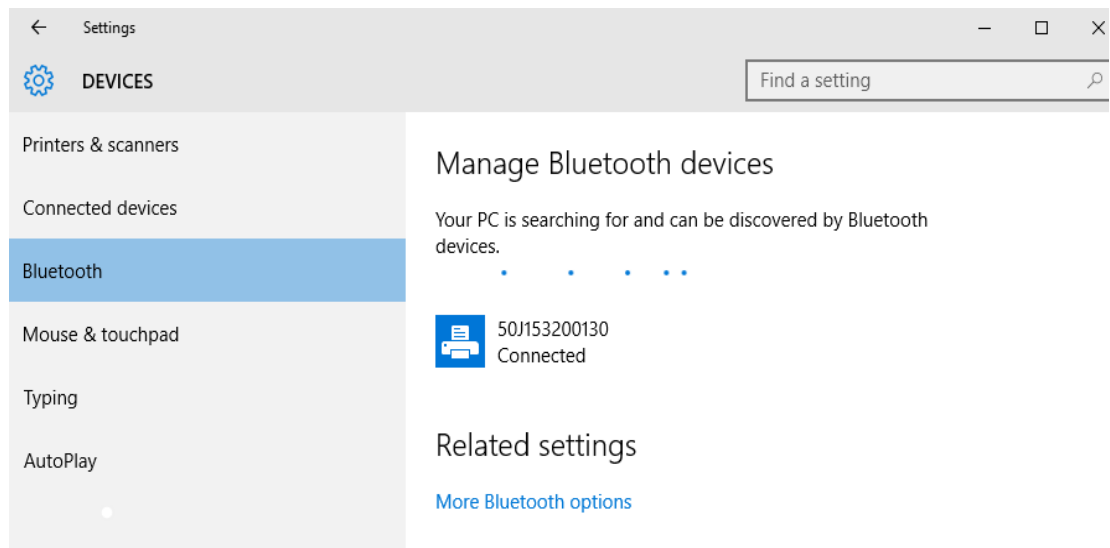 Settings
DEVICES
Find a setting
Printers & scanners
Connected devices
Bluetooth
Mouse & touchpad
Typing
AutoPlay
Manage Bluetooth devices
Your PC is searching for and can be discovered by Bluetooth
devices.
50J153200130
Connected
Related settings
More Bluetooth options